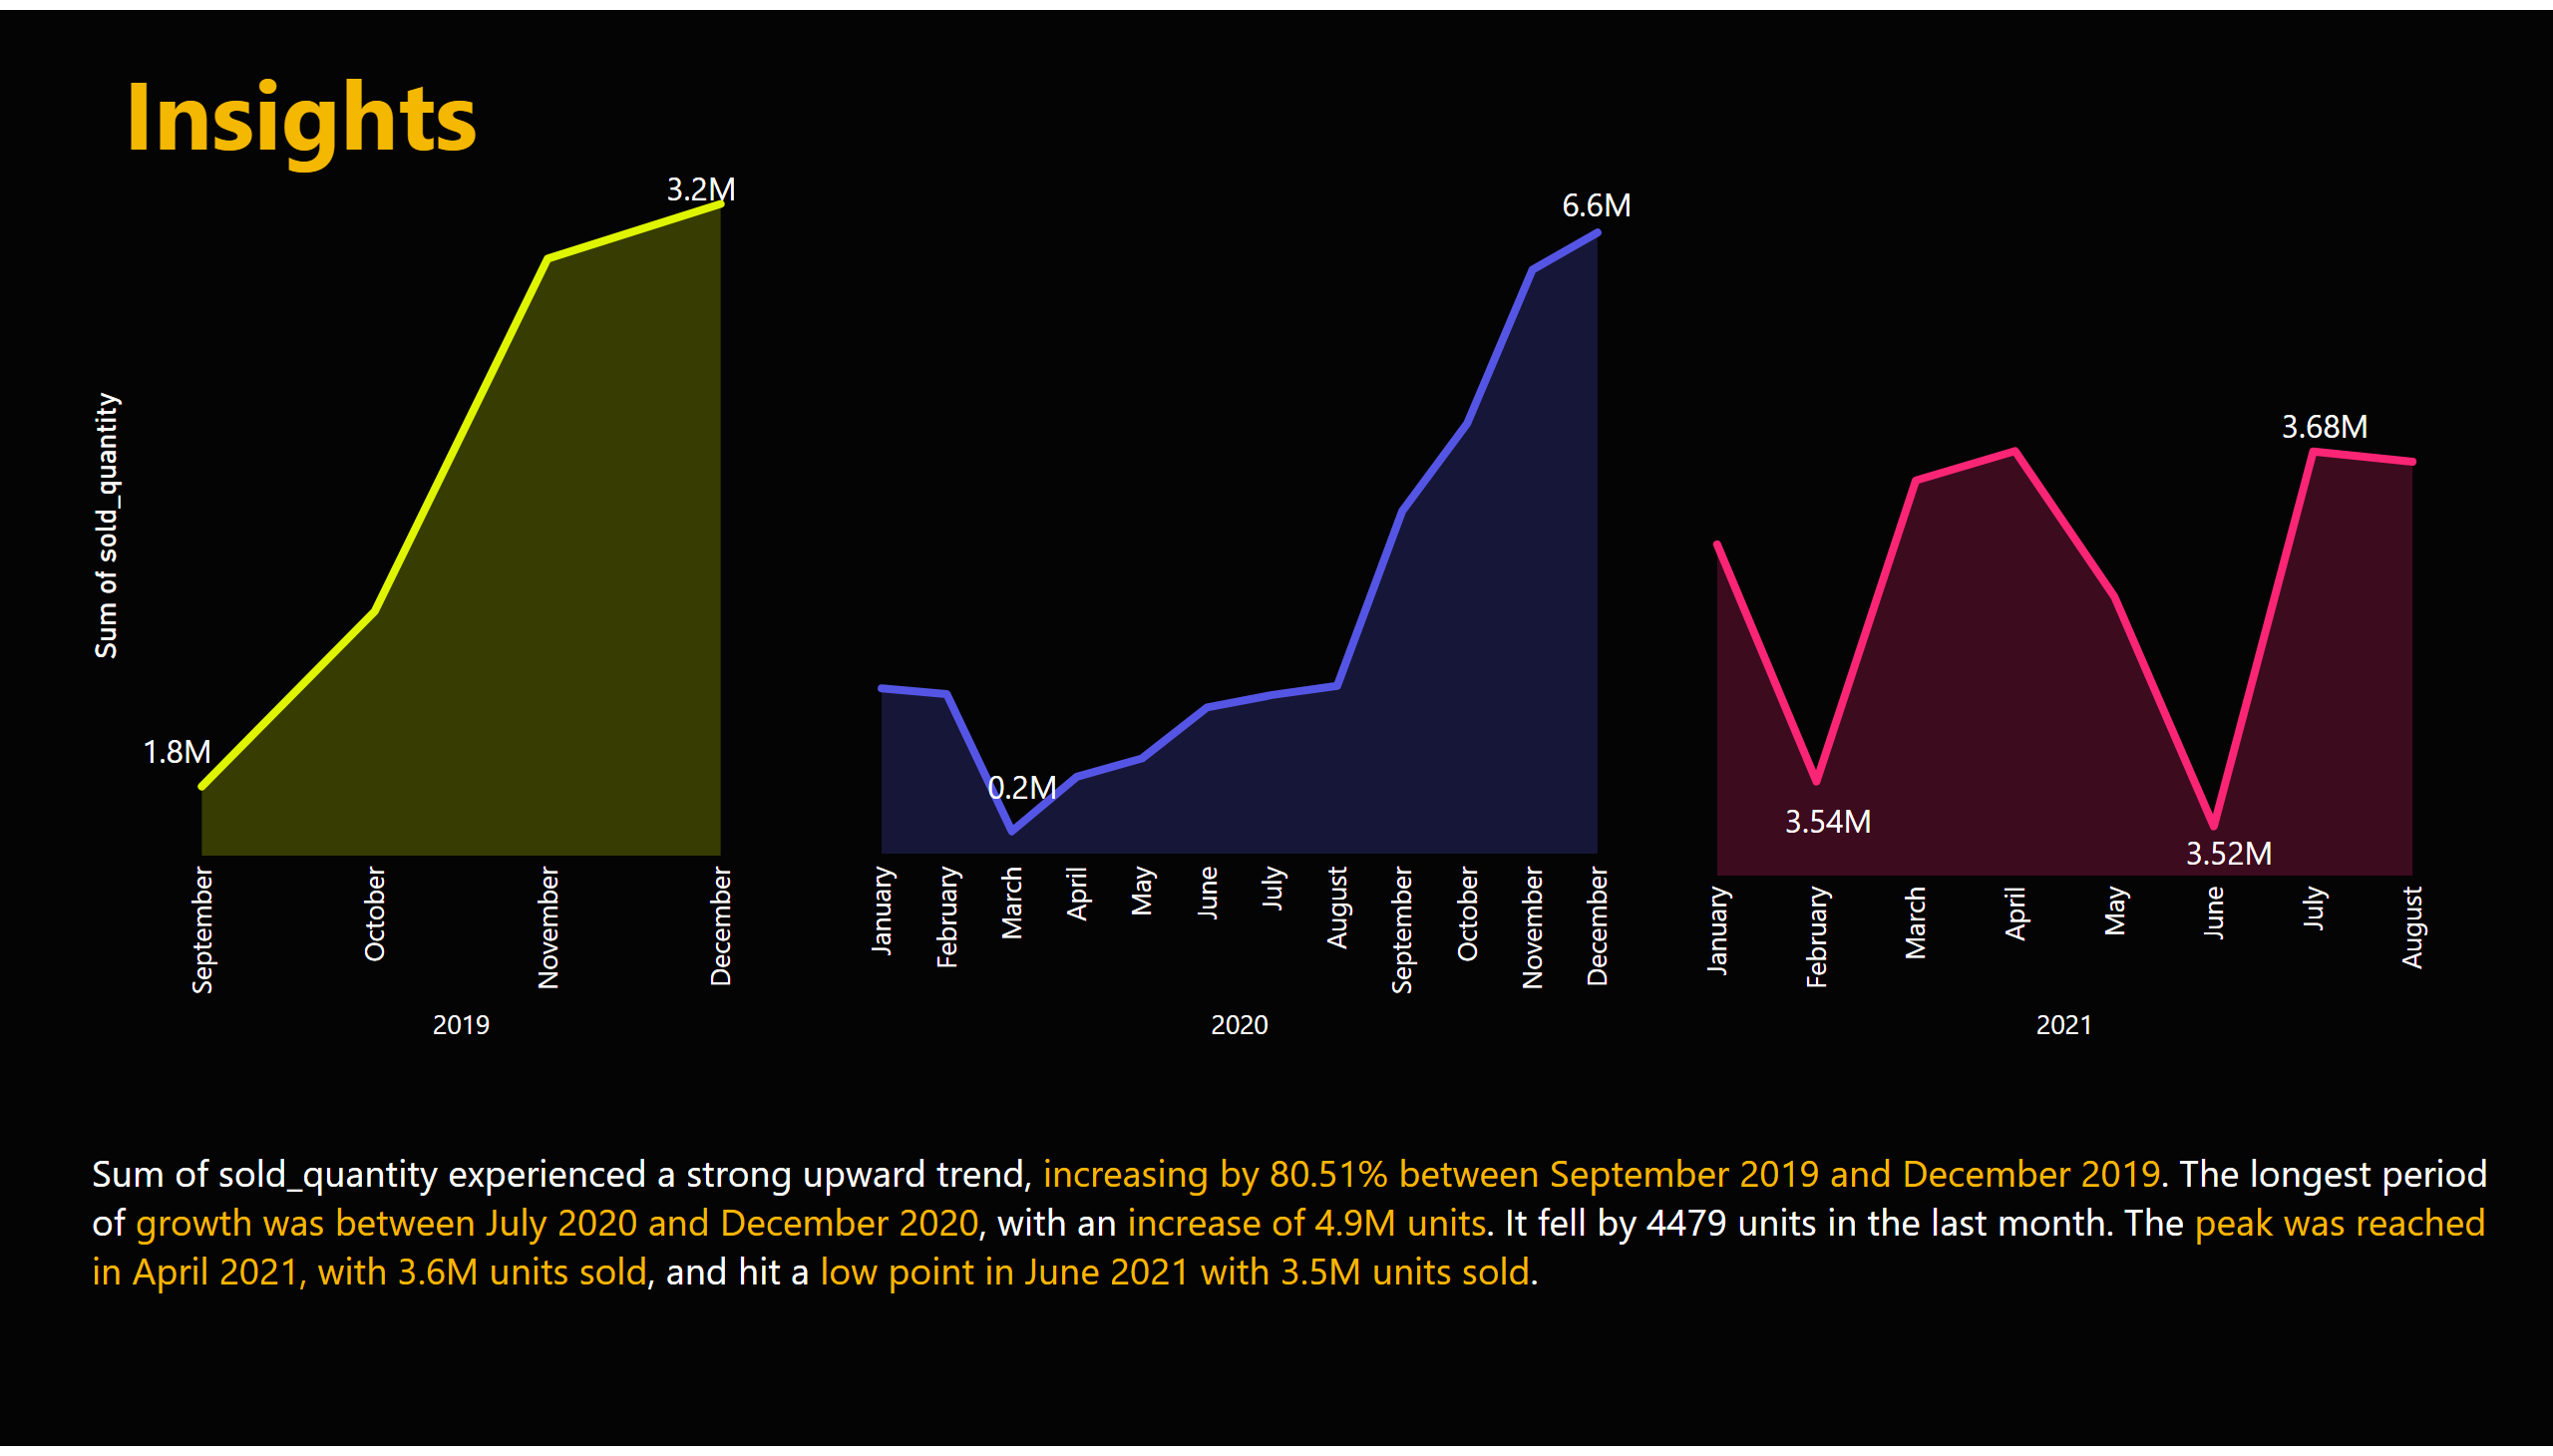 Insights
Sum of sold_quantity
3.2M
1.8M
September
October
November
December
2019
6.6M
0.2M
January
February
March
April
May
June
July
August
September
October
November
December
2020
3.68M
3.54M
3.52M
January
February
March
April
May
June
July
August
2021
Sum of sold_quantity experienced a strong upward trend, increasing by 80.51% between September 2019 and December 2019. The longest period
of growth was between July 2020 and December 2020, with an increase of 4.9M units. It fell by 4479 units in the last month. The peak was reached
in April 2021, with 3.6M units sold, and hit a low point in June 2021 with 3.5M units sold.